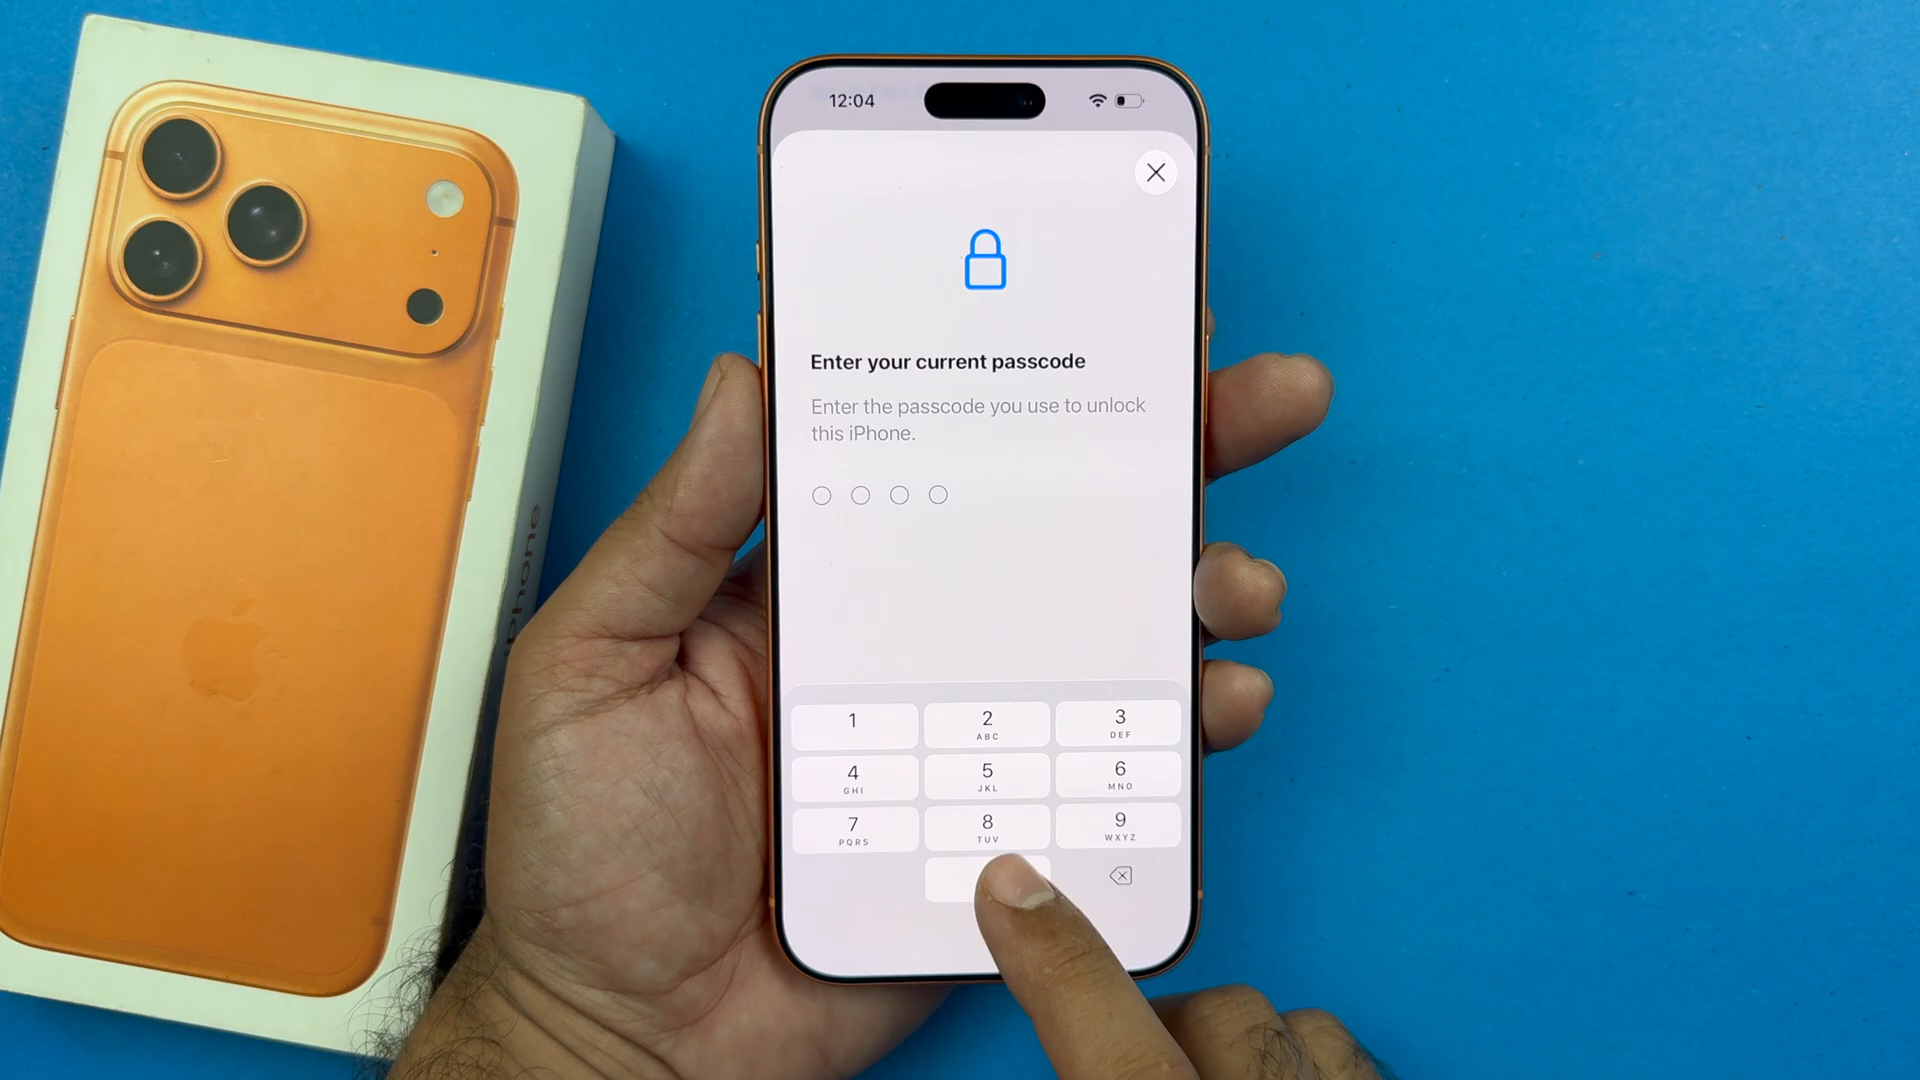 12:04
Enter your current passcode
Enter the passcode you use to unlock
this iPhone.
1
2
ABC
3
DEF
4
GHI
5
JKL
6
MNO
7
PQRS
8
TUV
9
WXYZ
iPhone